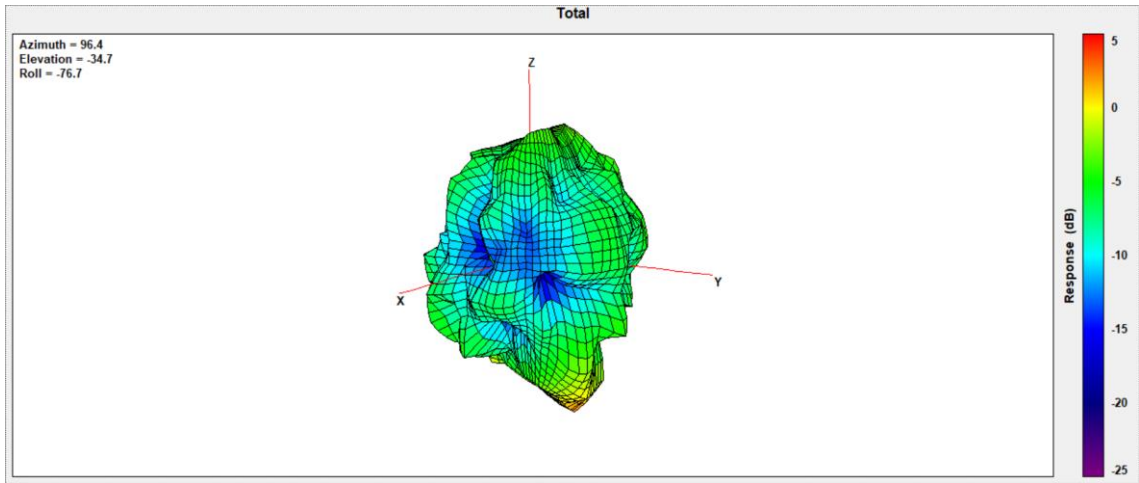 Total
Azimuth = 96.4
Elevation = -34.7
Roll = -76.7
Z
Y
X
5
0
-5
-10
-15
-20
-25
Response (dB)